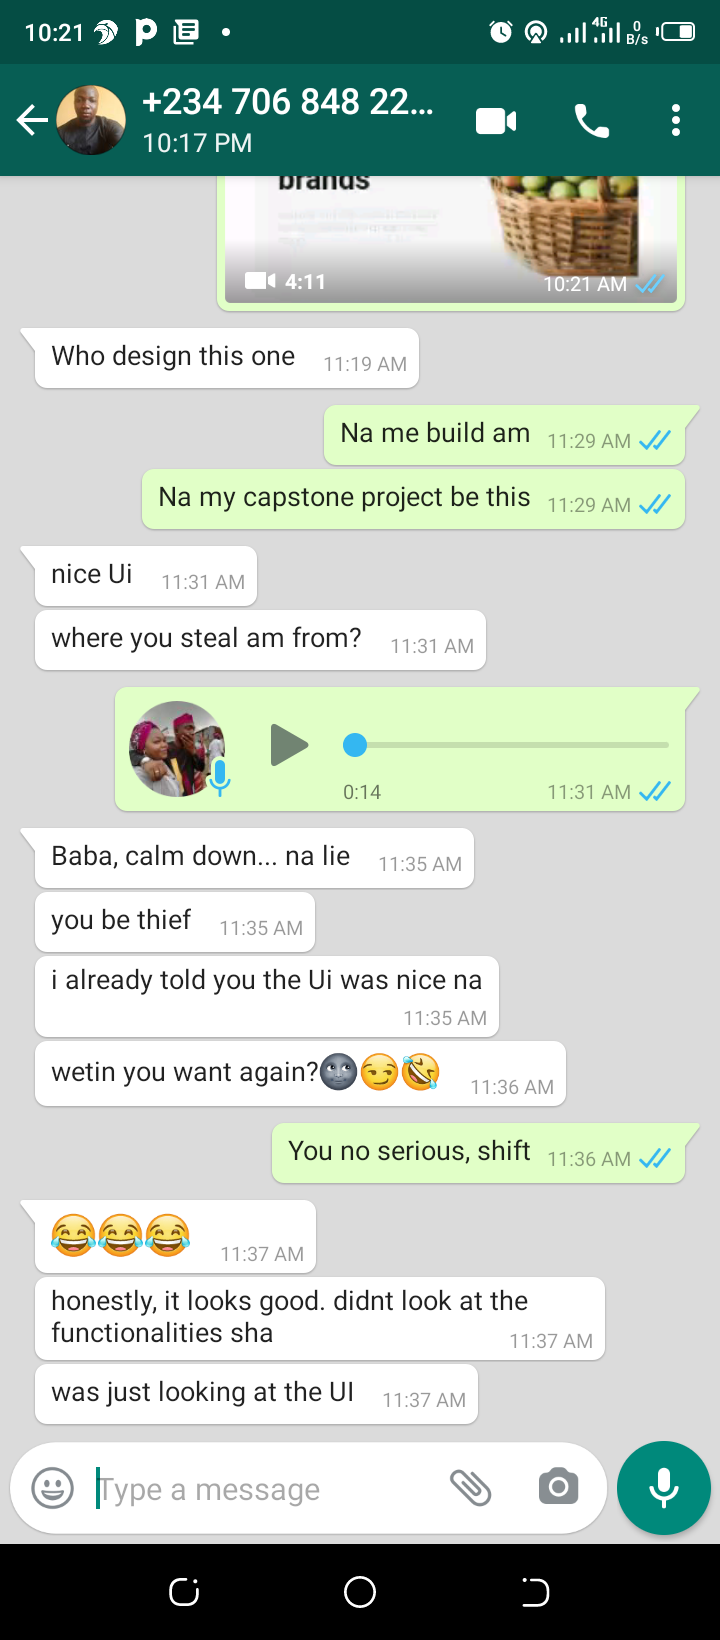 10:21
4G
0
B/s
+234 706 848 22...
10:17 PM
brands
4:11
10:21 AM
Who design this one 11:19 AM
Na me build am 11:29 AM
Na my capstone project be this 11:29 AM
nice Ui 11:31 AM
where you steal am from? 11:31 AM
0:14 11:31 AM
Baba, calm down... na lie 11:35 AM
you be thief 11:35 AM
i already told you the Ui was nice na
11:35 AM
wetin you want again?🌚😏🤣 11:36 AM
You no serious, shift 11:36 AM
😂😂😂 11:37 AM
honestly, it looks good. didnt look at the
functionalities sha 11:37 AM
was just looking at the UI 11:37 AM
Type a message